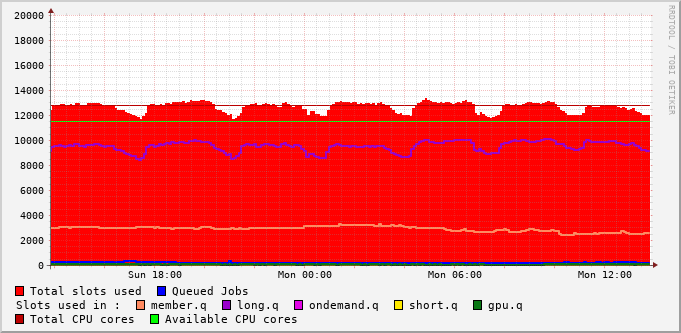 20000
18000
16000
14000
12000
10000
8000
6000
4000
2000
0
Sun 18:00 Mon 00:00 Mon 06:00 Mon 12:00
RRDTOOL / TOBI OETIKER
Total slots used Queued Jobs
Slots used in : member.q long.q ondemand.q short.q gpu.q
Total CPU cores Available CPU cores